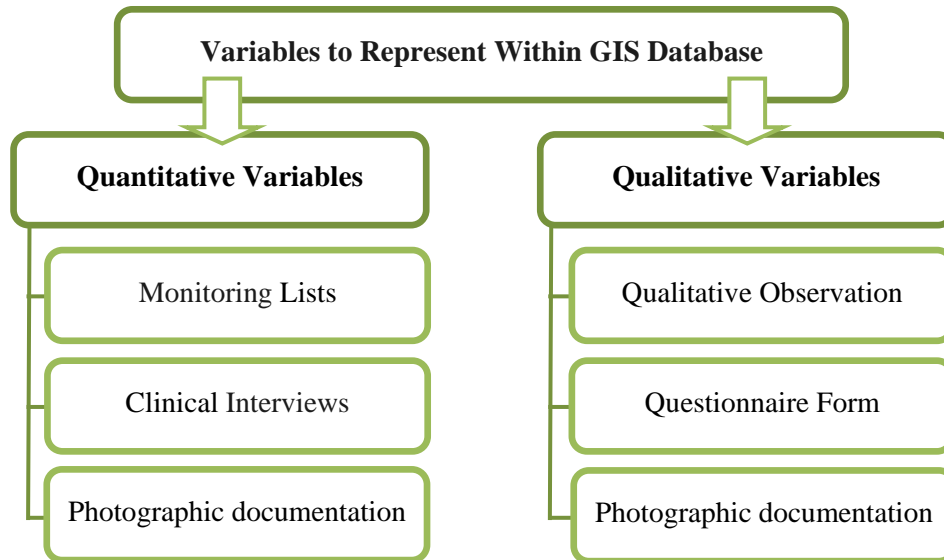 Variables to Represent Within GIS Database
Quantitative Variables
Monitoring Lists
Clinical Interviews
Photographic documentation
Qualitative Variables
Qualitative Observation
Questionnaire Form
Photographic documentation